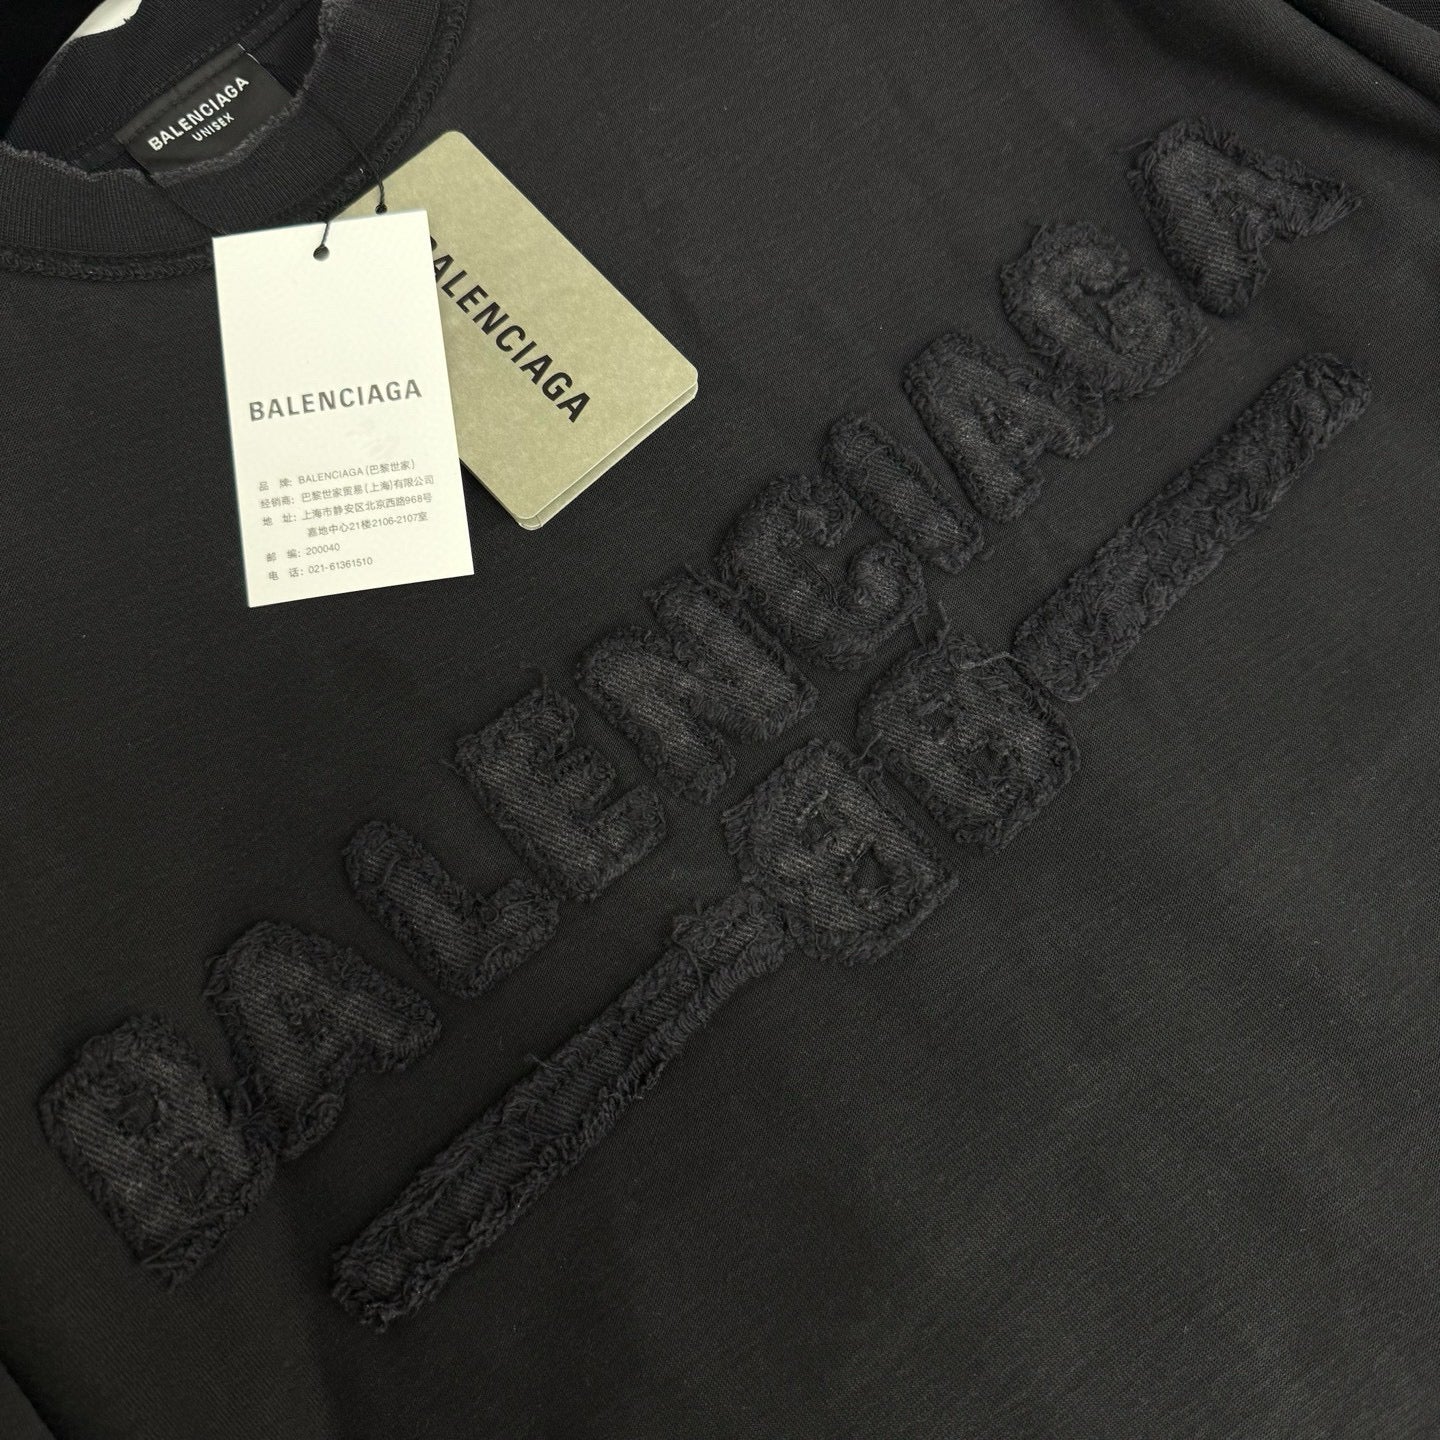 BALENCIAGA
UNISEX
BALENCIAGA
BALENCIAGA
品 牌: BALENCIAGA (巴黎世家)
经销商: 巴黎世家贸易(上海)有限公司
地 址: 上海市静安区北京西路968号
嘉地中心21楼2106-2107室
邮 编: 200040
电 话: 021-61361510
BALENCIAGA
BB